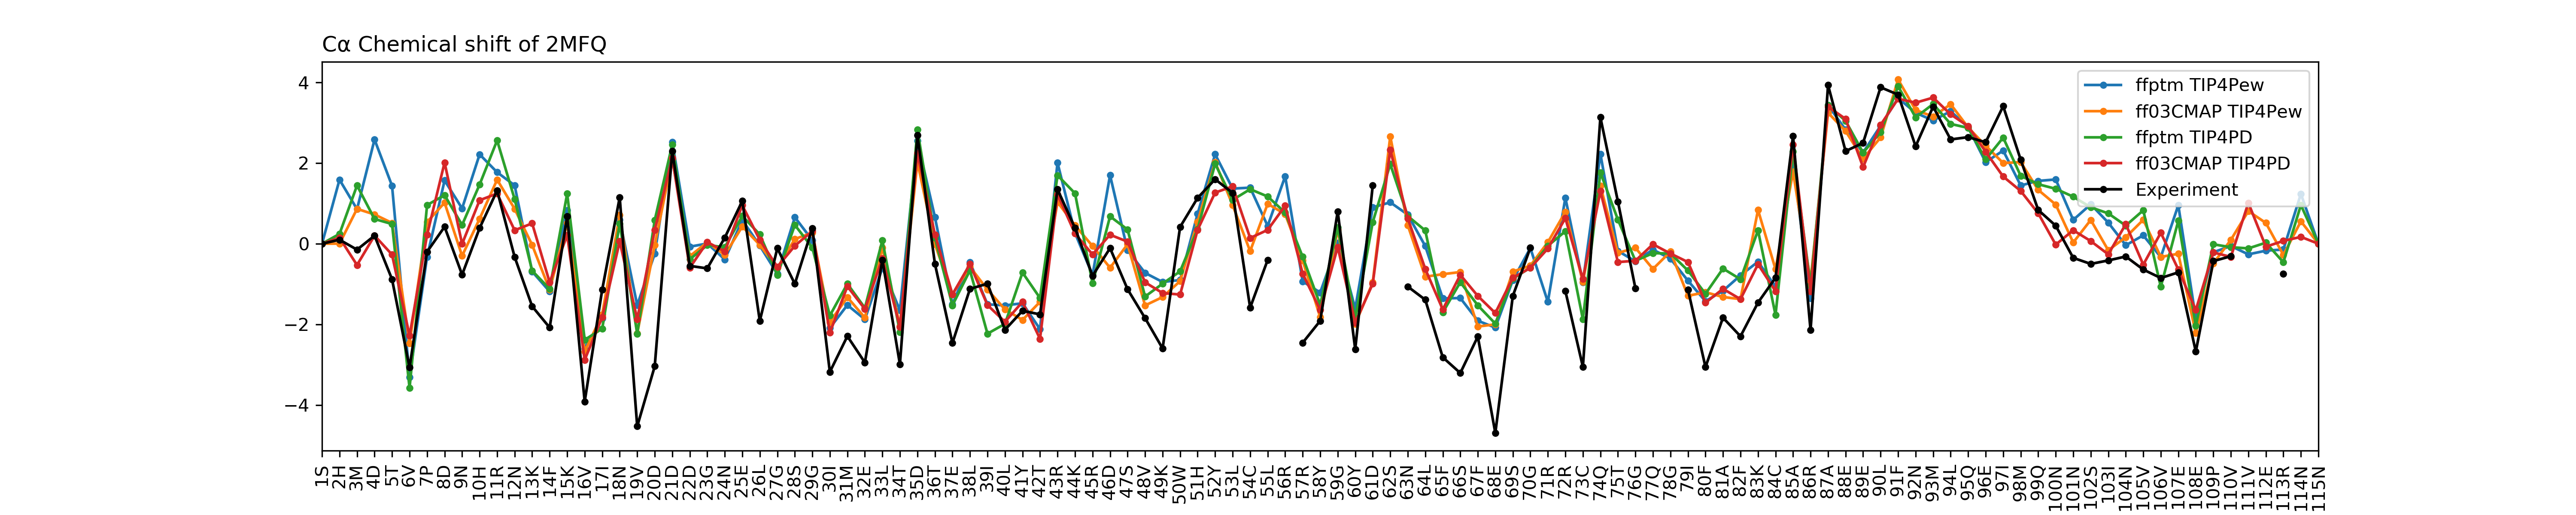 Cα Chemical shift of 2MFQ
4
2
0
−2
−4
ffptm TIP4Pew
ff03CMAP TIP4Pew
ffptm TIP4PD
ff03CMAP TIP4PD
Experiment
1S
2H
3M
4D
5T
6V
7P
8D
9N
10H
11R
12N
13K
14F
15K
16V
17I
18N
19V
20D
21D
22D
23G
24N
25E
26L
27G
28S
29G
30I
31M
32E
33L
34T
35D
36T
37E
38L
39I
40L
41Y
42T
43R
44K
45R
46D
47S
48V
49K
50W
51H
52Y
53L
54C
55L
56R
57R
58Y
59G
60Y
61D
62S
63N
64L
65F
66S
67F
68E
69S
70G
71R
72R
73C
74Q
75T
76G
77Q
78G
79I
80F
81A
82F
83K
84C
85A
86R
87A
88E
89E
90L
91F
92N
93M
94L
95Q
96E
97I
98M
99Q
100N
101N
102S
103I
104N
105V
106V
107E
108E
109P
110V
111V
112E
113R
114N
115N